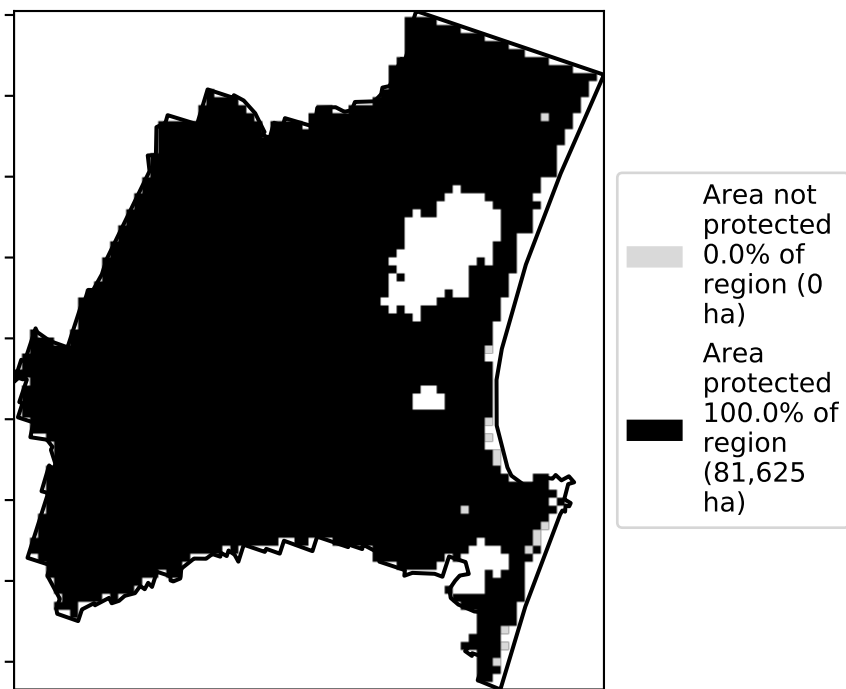 Area not
protected
0.0% of
region (0
ha)
Area
protected
100.0% of
region
(81,625
ha)